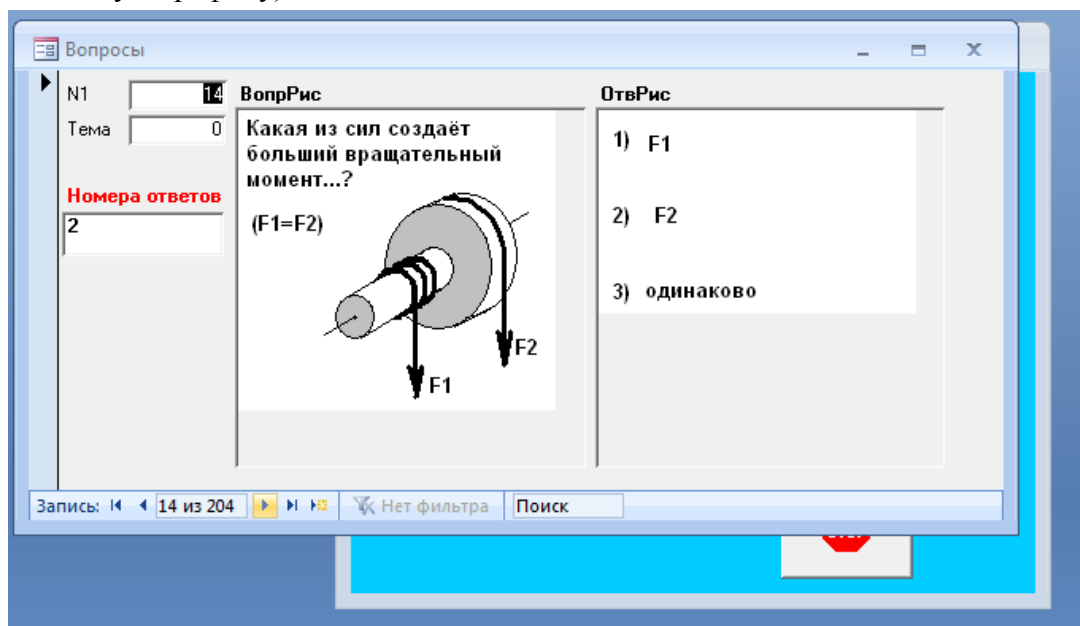 Вопросы
N1 14
Тема 0
Номера ответов
2
ВопрРис
Какая из сил создаёт
больший вращательный
момент...?
(F1=F2)
F2
F1
ОтвРис
1) F1
2) F2
3) одинаково
Запись: 14 из 204 Нет фильтра Поиск